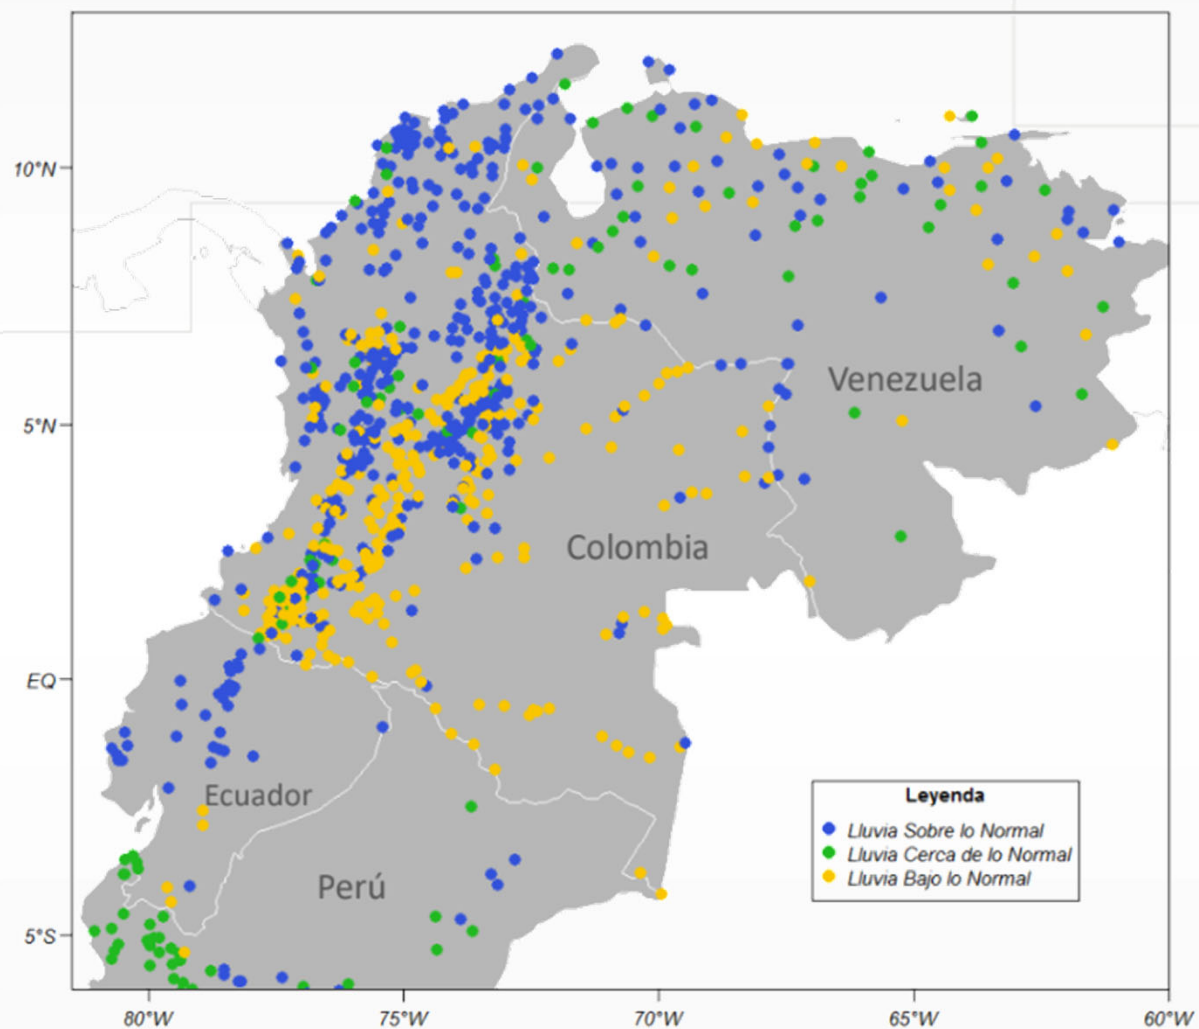 10°N
5°N
EQ
5°S
Venezuela
Colombia
Ecuador
Perú
Leyenda
Lluvia Sobre lo Normal
Lluvia Cerca de lo Normal
Lluvia Bajo lo Normal
80°W
75°W
70°W
65°W
60°W